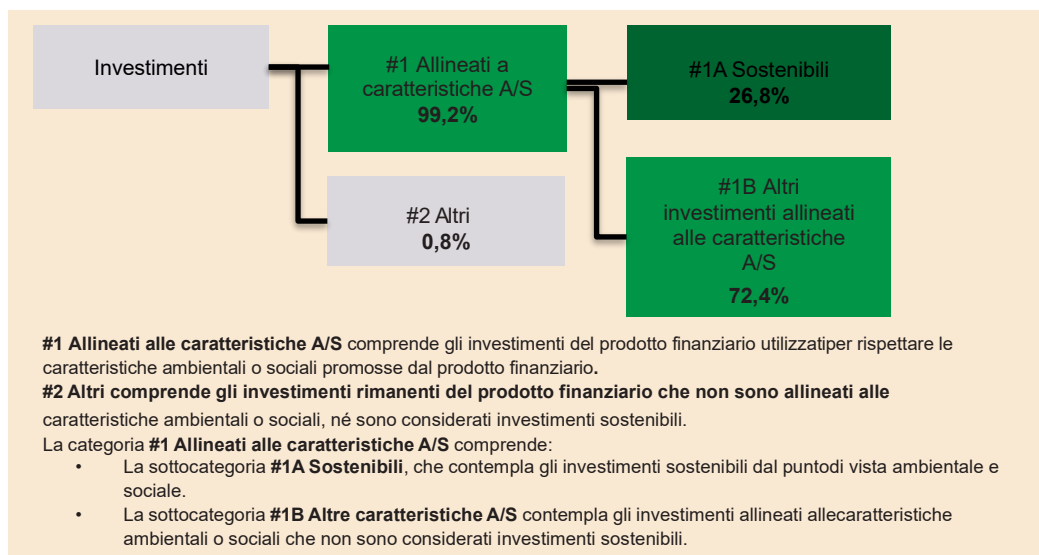 Investimenti
#1 Allineati a
caratteristiche A/S
99,2%
#1A Sostenibili
26,8%
#2 Altri
0,8%
#1B Altri
investimenti allineati
alle caratteristiche
A/S
72,4%
#1 Allineati alle caratteristiche A/S comprende gli investimenti del prodotto finanziario utilizzatiper rispettare le
caratteristiche ambientali o sociali promosse dal prodotto finanziario.
#2 Altri comprende gli investimenti rimanenti del prodotto finanziario che non sono allineati alle
caratteristiche ambientali o sociali, né sono considerati investimenti sostenibili.
La categoria #1 Allineati alle caratteristiche A/S comprende:
• La sottocategoria #1A Sostenibili, che contempla gli investimenti sostenibili dal puntodi vista ambientale e
sociale.
• La sottocategoria #1B Altre caratteristiche A/S contempla gli investimenti allineati allecaratteristiche
ambientali o sociali che non sono considerati investimenti sostenibili.